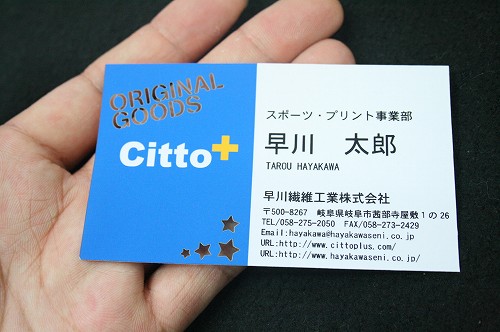 ORIGINAL
GOODS
Citto+
スポーツ・プリント事業部
早川　太郎
TAROU HAYAKAWA
早川繊維工業株式会社
〒500-8267　岐阜県岐阜市茜部寺屋敷１の26
TEL/058-275-2050　FAX/058-273-2429
Email:hayakawa@hayakawaseni.co.jp
URL:http://www.cittoplus.com/
URL:http://www.hayakawaseni.co.jp/